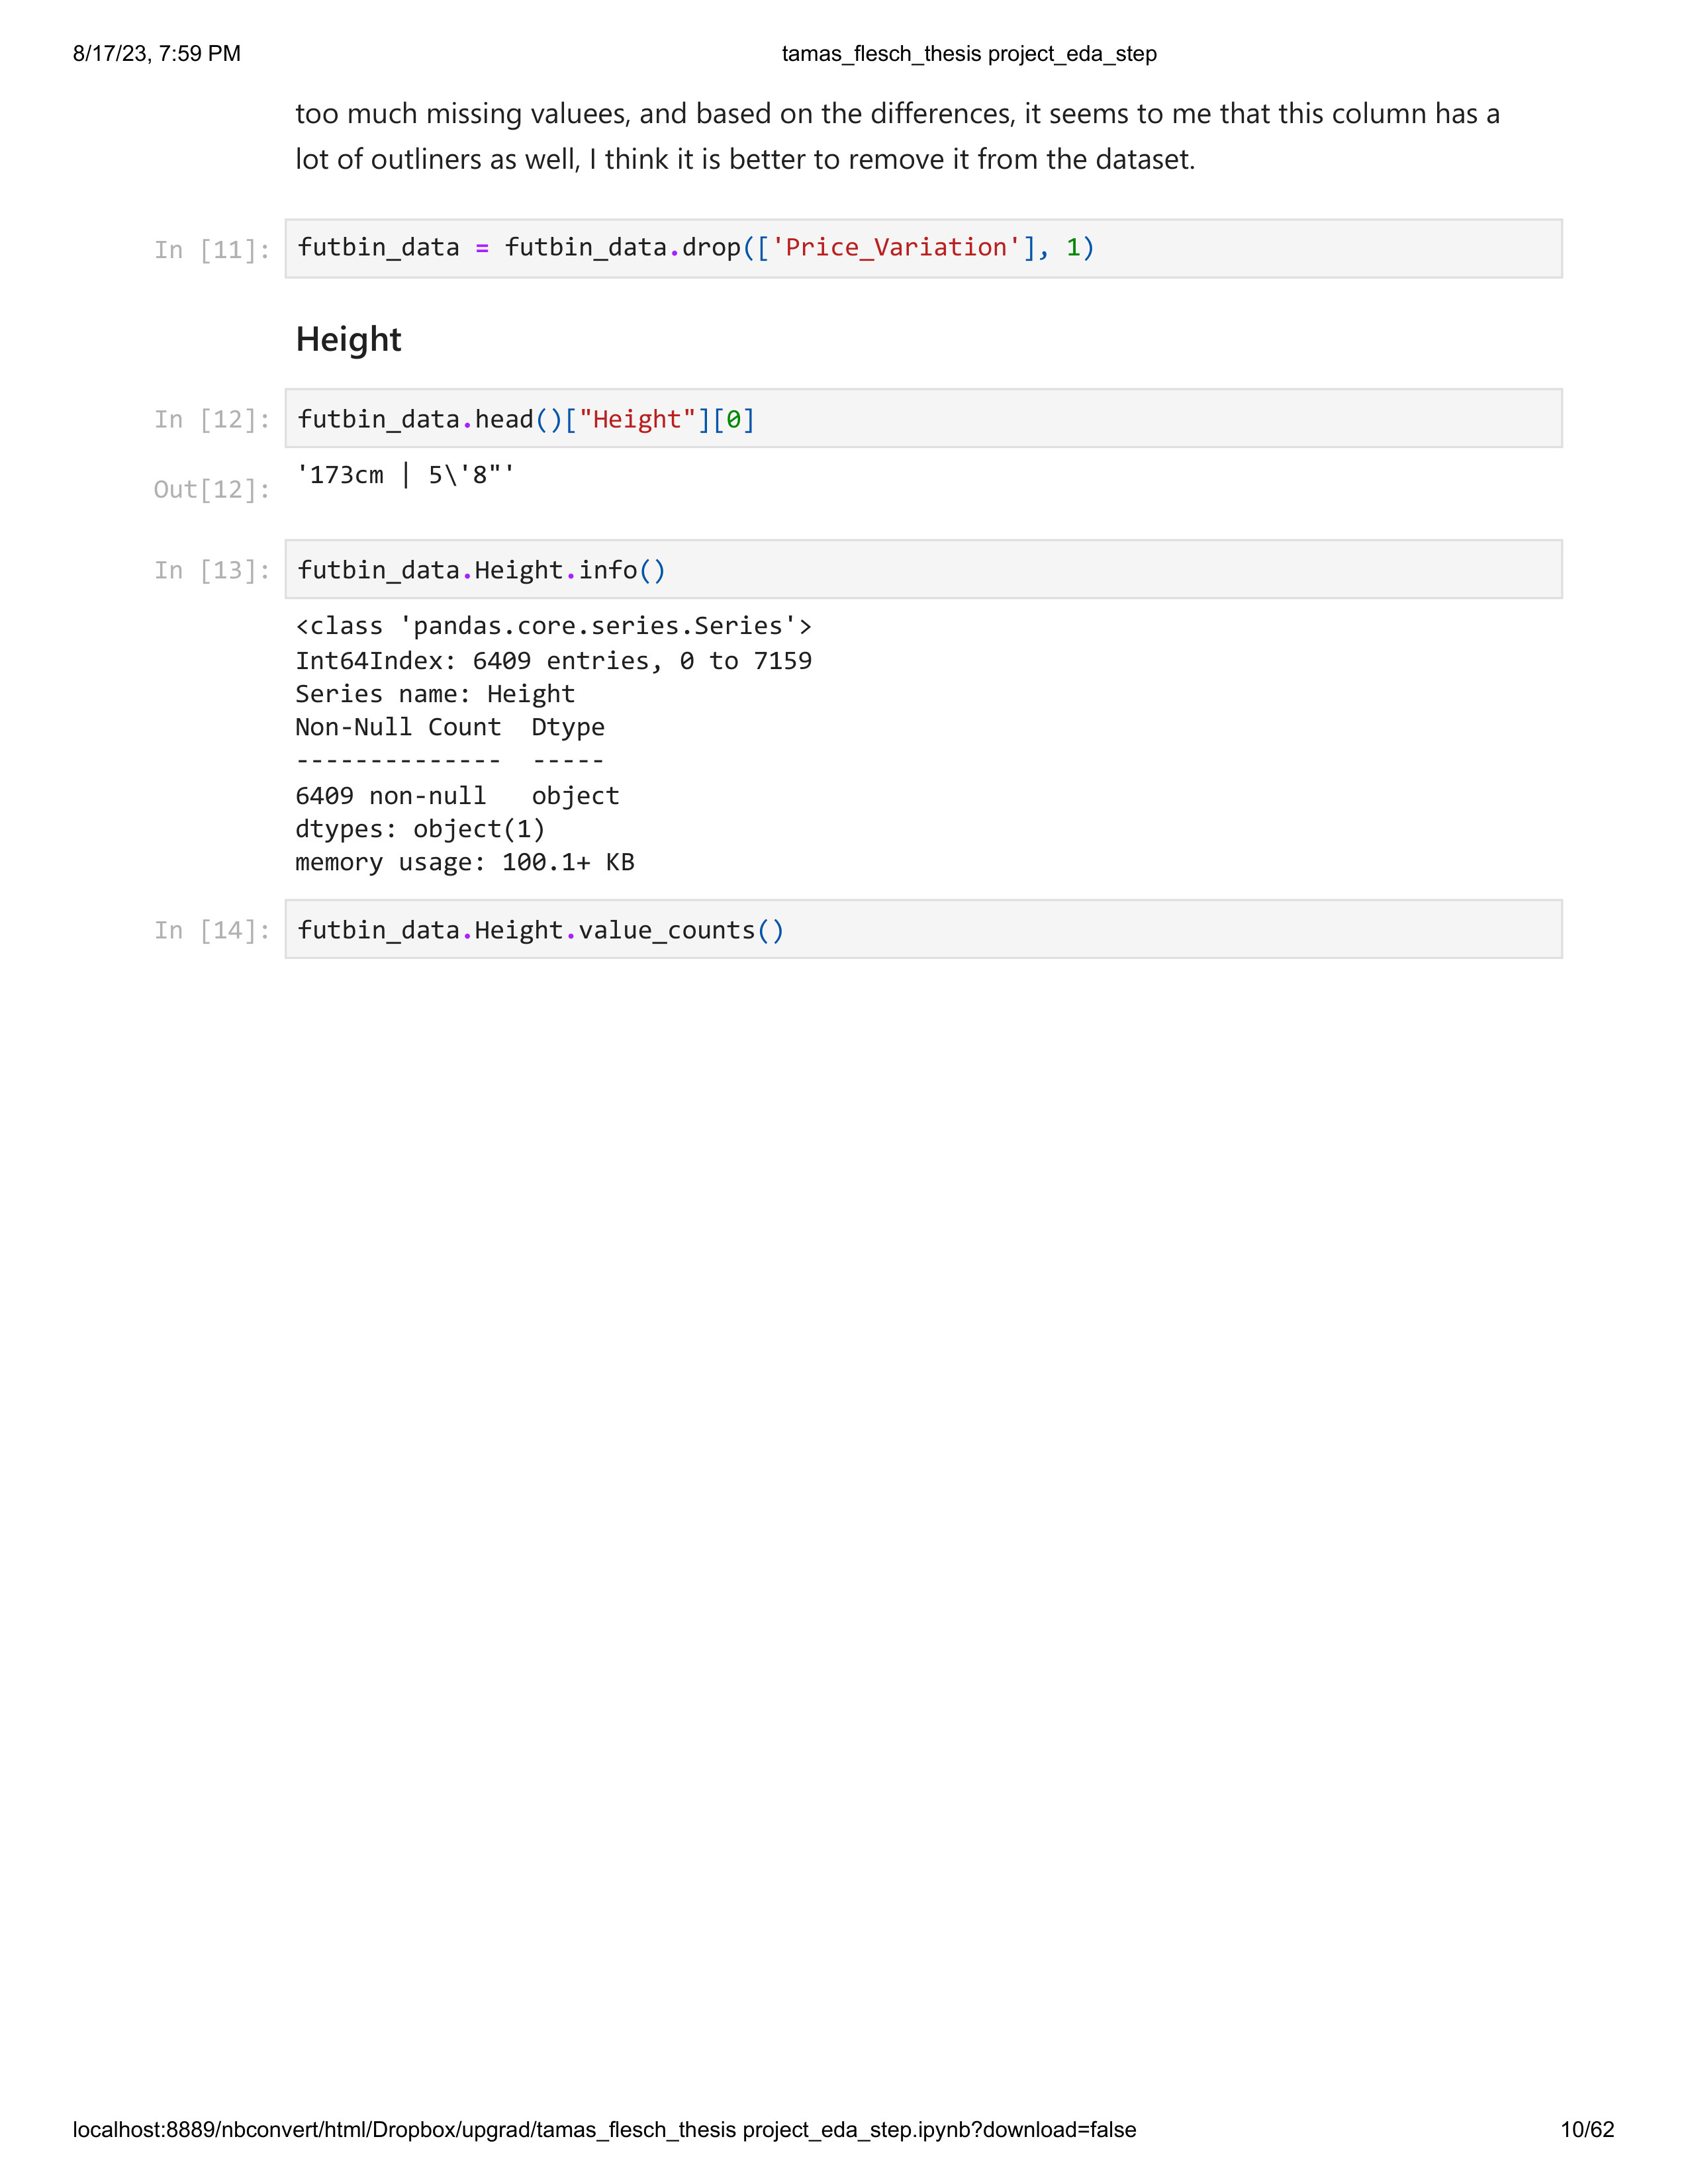 8/17/23, 7:59 PM tamas_flesch_thesis project_eda_step
too much missing valuees, and based on the differences, it seems to me that this column has a
lot of outliners as well, I think it is better to remove it from the dataset.
In [11]: futbin_data = futbin_data.drop(['Price_Variation'], 1)
Height
In [12]: futbin_data.head()["Height"][0]
'173cm | 5\'8"'
Out[12]:
In [13]: futbin_data.Height.info()
<class 'pandas.core.series.Series'>
Int64Index: 6409 entries, 0 to 7159
Series name: Height
Non-Null Count  Dtype
--------------  -----
6409 non-null   object
dtypes: object(1)
memory usage: 100.1+ KB
In [14]: futbin_data.Height.value_counts()
localhost:8889/nbconvert/html/Dropbox/upgrad/tamas_flesch_thesis project_eda_step.ipynb?download=false 10/62